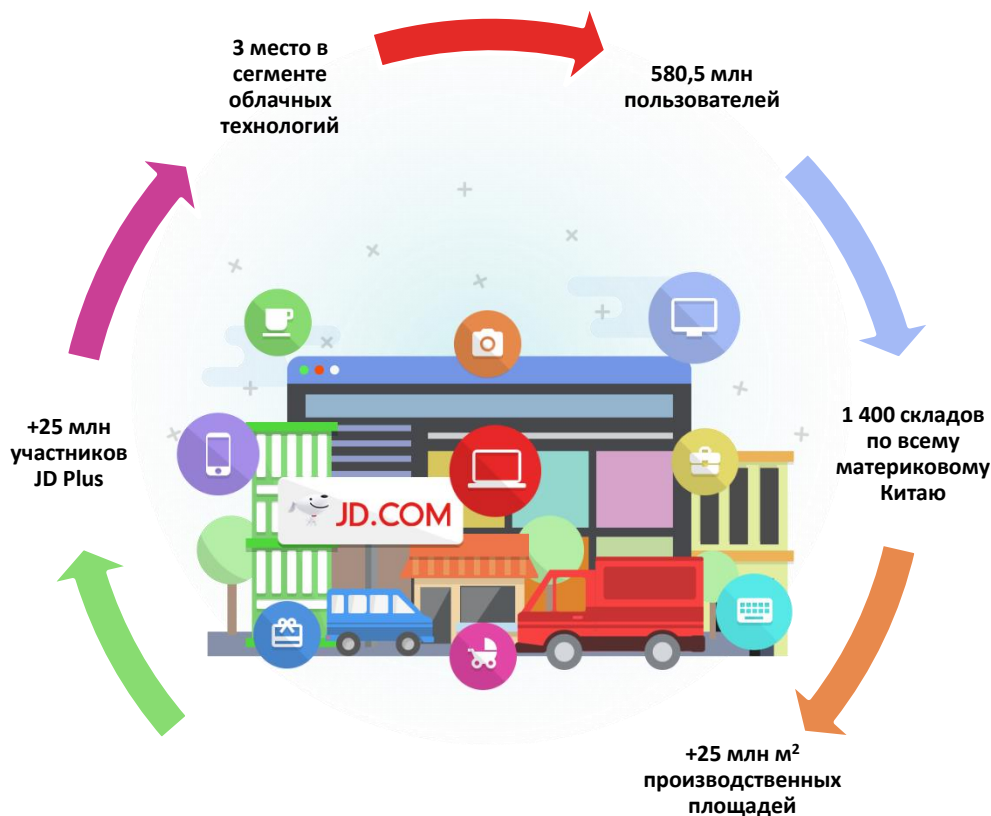 3 место в
сегменте
облачных
технологий
580,5 млн
пользователей
+25 млн
участников
JD Plus
1 400 складов
по всему
материковому
Китаю
JD.COM
+25 млн м²
производственных
площадей